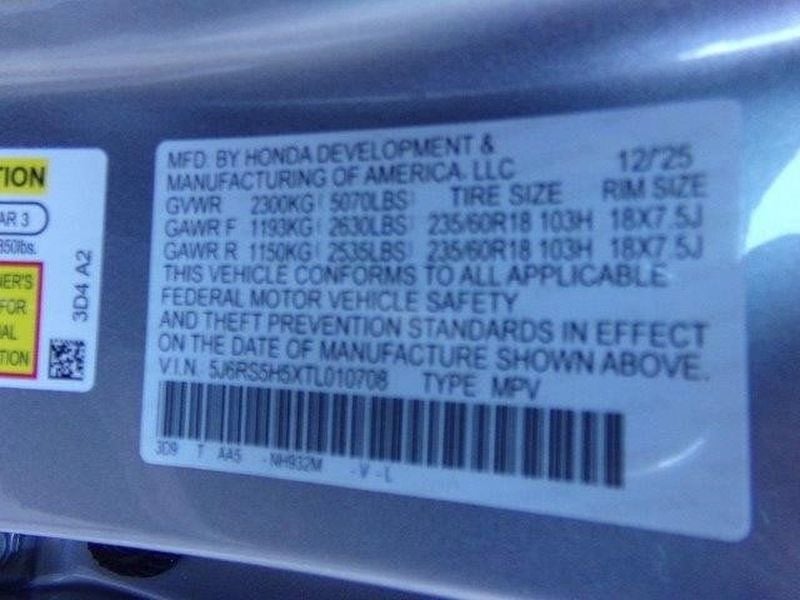 TION
AR 3
850lbs.
NER'S
FOR
IAL
TION
3D4 A2
MFD. BY HONDA DEVELOPMENT & 12/'25
MANUFACTURING OF AMERICA. LLC
GVWR 2300KG( 5070LBS) TIRE SIZE RIM SIZE
GAWR F 1193KG( 2630LBS) 235/60R18 103H 18X7.5J
GAWR R 1150KG( 2535LBS) 235/60R18 103H 18X7.5J
THIS VEHICLE CONFORMS TO ALL APPLICABLE
FEDERAL MOTOR VEHICLE SAFETY
AND THEFT PREVENTION STANDARDS IN EFFECT
ON THE DATE OF MANUFACTURE SHOWN ABOVE.
V.I.N: 5J6RS5H5XTL010708 TYPE MPV
3D9 T AA5 -NH932M -V-L